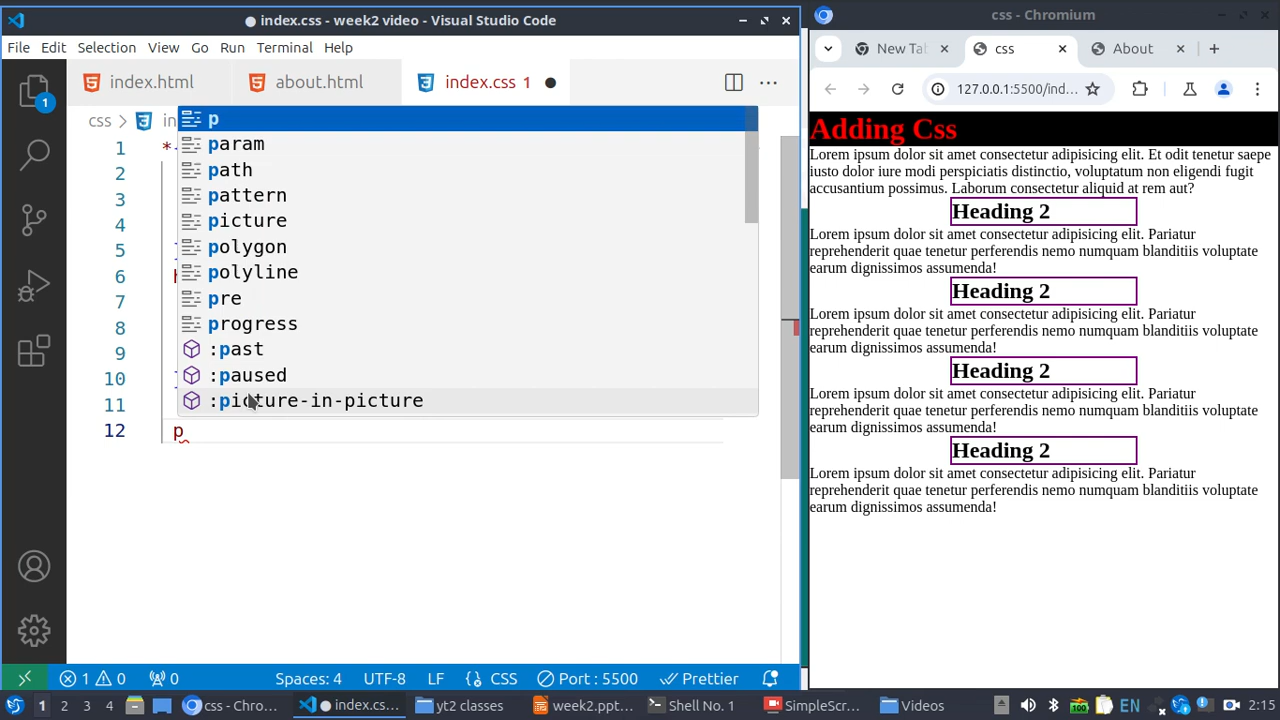 ● index.css - week2 video - Visual Studio Code
File Edit Selection View Go Run Terminal Help
index.html about.html index.css 1 ●
css > in
1
2
3
4
5
6
7
8
9
10
11
12
*
p
param
path
pattern
picture
polygon
polyline
pre
progress
:past
:paused
:picture-in-picture
p
1
1 0 0 Spaces: 4 UTF-8 LF {} CSS Port : 5500 Prettier
css - Chromium
New Tab css About
127.0.0.1:5500/ind...
Adding Css
Lorem ipsum dolor sit amet consectetur adipisicing elit. Et odit tenetur saepe
iusto dolor iure modi perspiciatis distinctio, voluptatum non eligendi fugit
accusantium possimus. Laborum consectetur aliquid at rem aut?
Heading 2
Lorem ipsum dolor sit amet consectetur adipisicing elit. Pariatur
reprehenderit quae tenetur perferendis nemo numquam blanditiis voluptate
earum dignissimos assumenda!
Heading 2
Lorem ipsum dolor sit amet consectetur adipisicing elit. Pariatur
reprehenderit quae tenetur perferendis nemo numquam blanditiis voluptate
earum dignissimos assumenda!
Heading 2
Lorem ipsum dolor sit amet consectetur adipisicing elit. Pariatur
reprehenderit quae tenetur perferendis nemo numquam blanditiis voluptate
earum dignissimos assumenda!
Heading 2
Lorem ipsum dolor sit amet consectetur adipisicing elit. Pariatur
reprehenderit quae tenetur perferendis nemo numquam blanditiis voluptate
earum dignissimos assumenda!
1 2 3 4 css - Chro... ● index.cs... yt2 classes week2.ppt... Shell No. 1 SimpleScr... Videos 100 EN 2:15